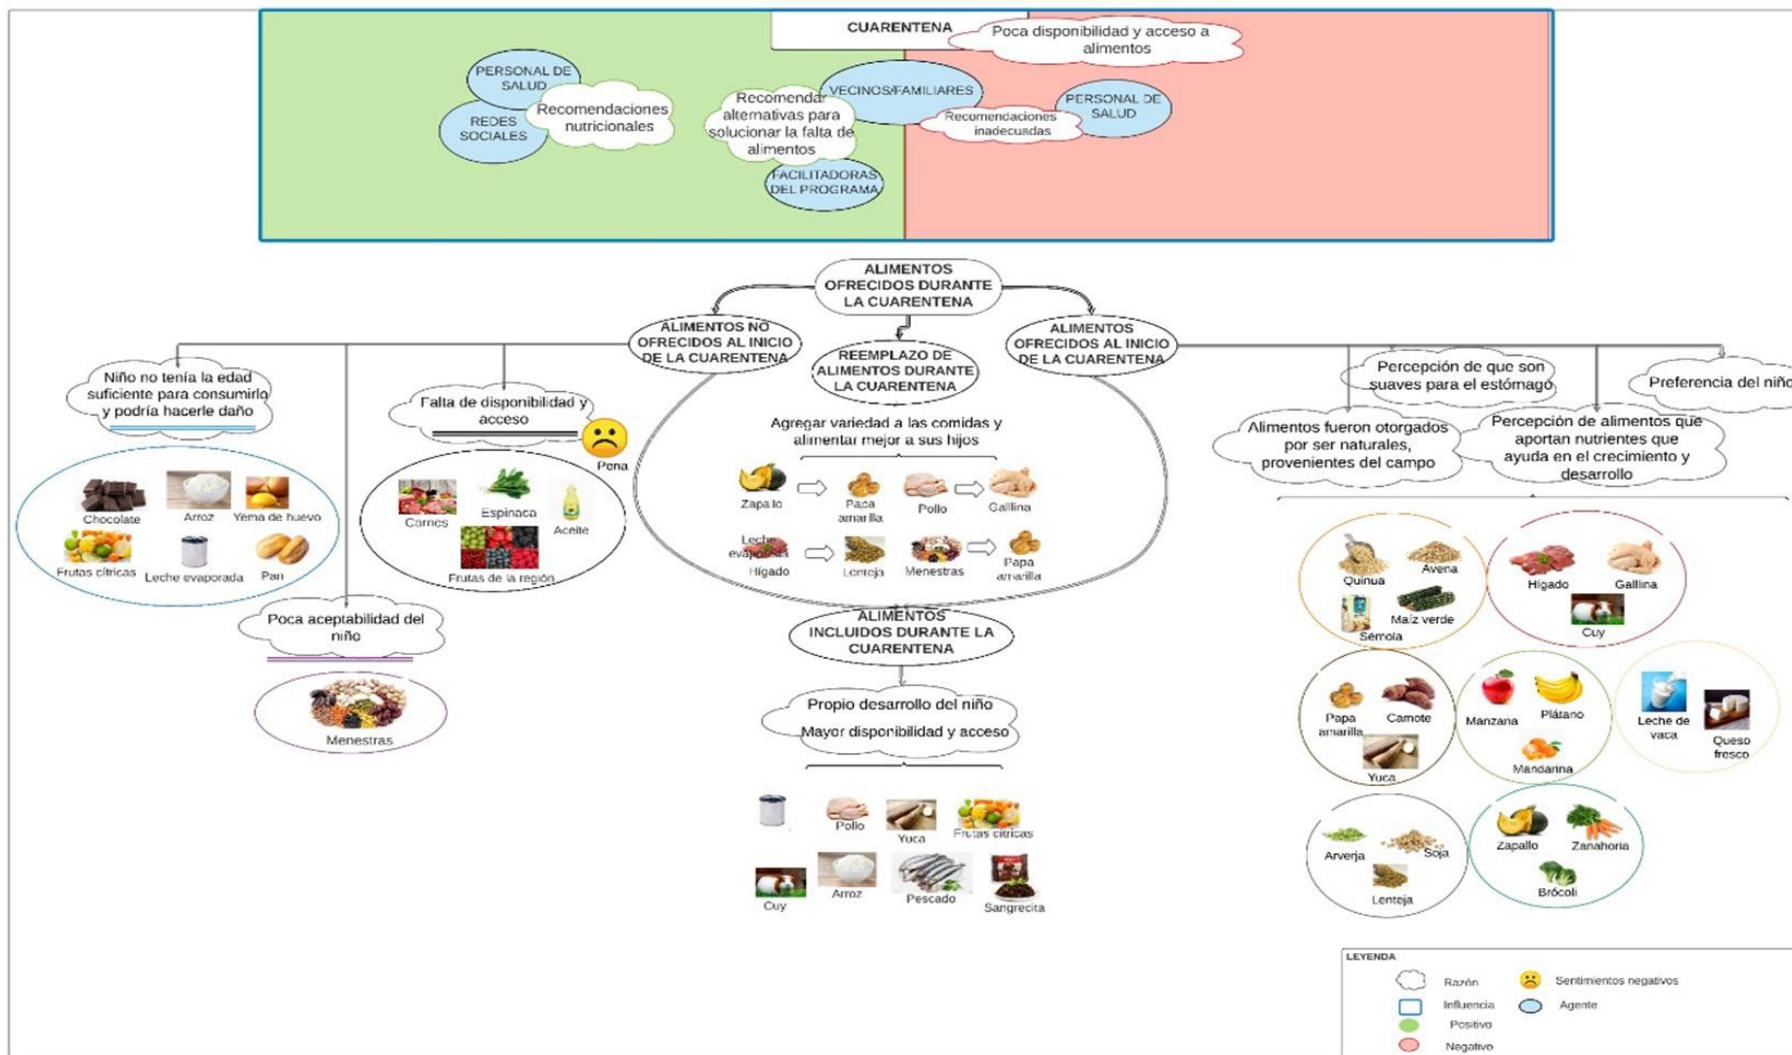 CUARENTENA
Poca disponibilidad y acceso a
alimentos
PERSONAL DE
SALUD
REDES
SOCIALES
Recomendaciones
nutricionales
Recomendar
alternativas para
solucionar la falta de
alimentos
VECINOS/FAMILIARES
Recomendaciones
inadecuadas
PERSONAL DE
SALUD
FACILITADORAS
DEL PROGRAMA
ALIMENTOS
OFRECIDOS DURANTE
LA CUARENTENA
ALIMENTOS NO
OFRECIDOS AL INICIO
DE LA CUARENTENA
REEMPLAZO DE
ALIMENTOS DURANTE
LA CUARENTENA
ALIMENTOS
OFRECIDOS AL INICIO
DE LA CUARENTENA
Niño no tenía la edad
suficiente para consumirlo
y podría hacerle daño
Falta de disponibilidad y
acceso
Pena
Chocolate
Arroz
Yema de huevo
Frutas cítricas
Leche evaporada
Pan
Carnes
Espinaca
Aceite
Frutas de la región
Poca aceptabilidad del
niño
Menestras
Agregar variedad a las comidas y
alimentar mejor a sus hijos
Zapallo
Papa
amarilla
Pollo
Galllina
Leche
evaporada
Hígado
Lenteja
Menestras
Papa
amarilla
ALIMENTOS
INCLUIDOS DURANTE LA
CUARENTENA
Propio desarrollo del niño
Mayor disponibilidad y acceso
Pollo
Yuca
Frutas cítricas
Cuy
Arroz
Pescado
Sangrecita
Percepción de que son
suaves para el estómago
Preferencia del niño
Alimentos fueron otorgados
por ser naturales,
provenientes del campo
Percepción de alimentos que
aportan nutrientes que
ayuda en el crecimiento y
desarrollo
Quinua
Avena
Maíz verde
Sémola
Hígado
Galllina
Cuy
Papa
amarilla
Camote
Yuca
Manzana
Plátano
Mandarina
Leche de
vaca
Queso
fresco
Arverja
Soja
Lenteja
Zapallo
Zanahoria
Brócoli
LEYENDA
Razón
Sentimientos negativos
Influencia
Agente
Positivo
Negativo